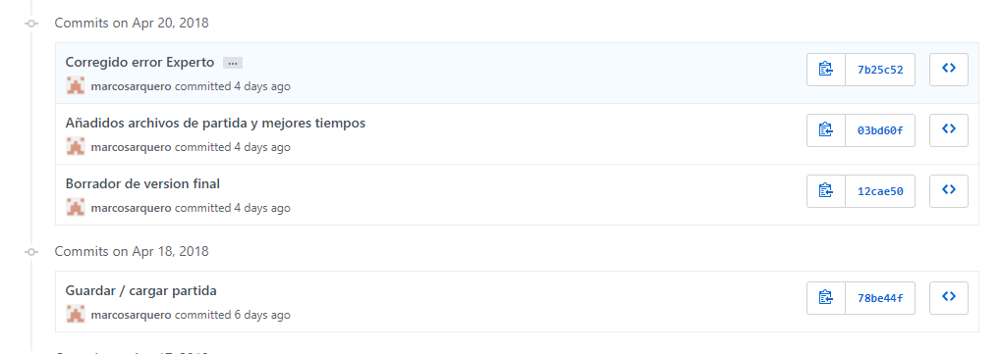 Commits on Apr 20, 2018
Corregido error Experto ...
7b25c52
marcosarquero committed 4 days ago
Añadidos archivos de partida y mejores tiempos
03bd60f
marcosarquero committed 4 days ago
Borrador de version final
12cae50
marcosarquero committed 4 days ago
Commits on Apr 18, 2018
Guardar / cargar partida
78be44f
marcosarquero committed 6 days ago